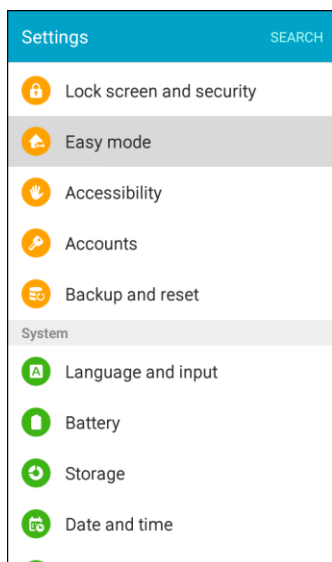 Settings SEARCH
Lock screen and security
Easy mode
Accessibility
Accounts
Backup and reset
System
Language and input
A
Battery
Storage
Date and time